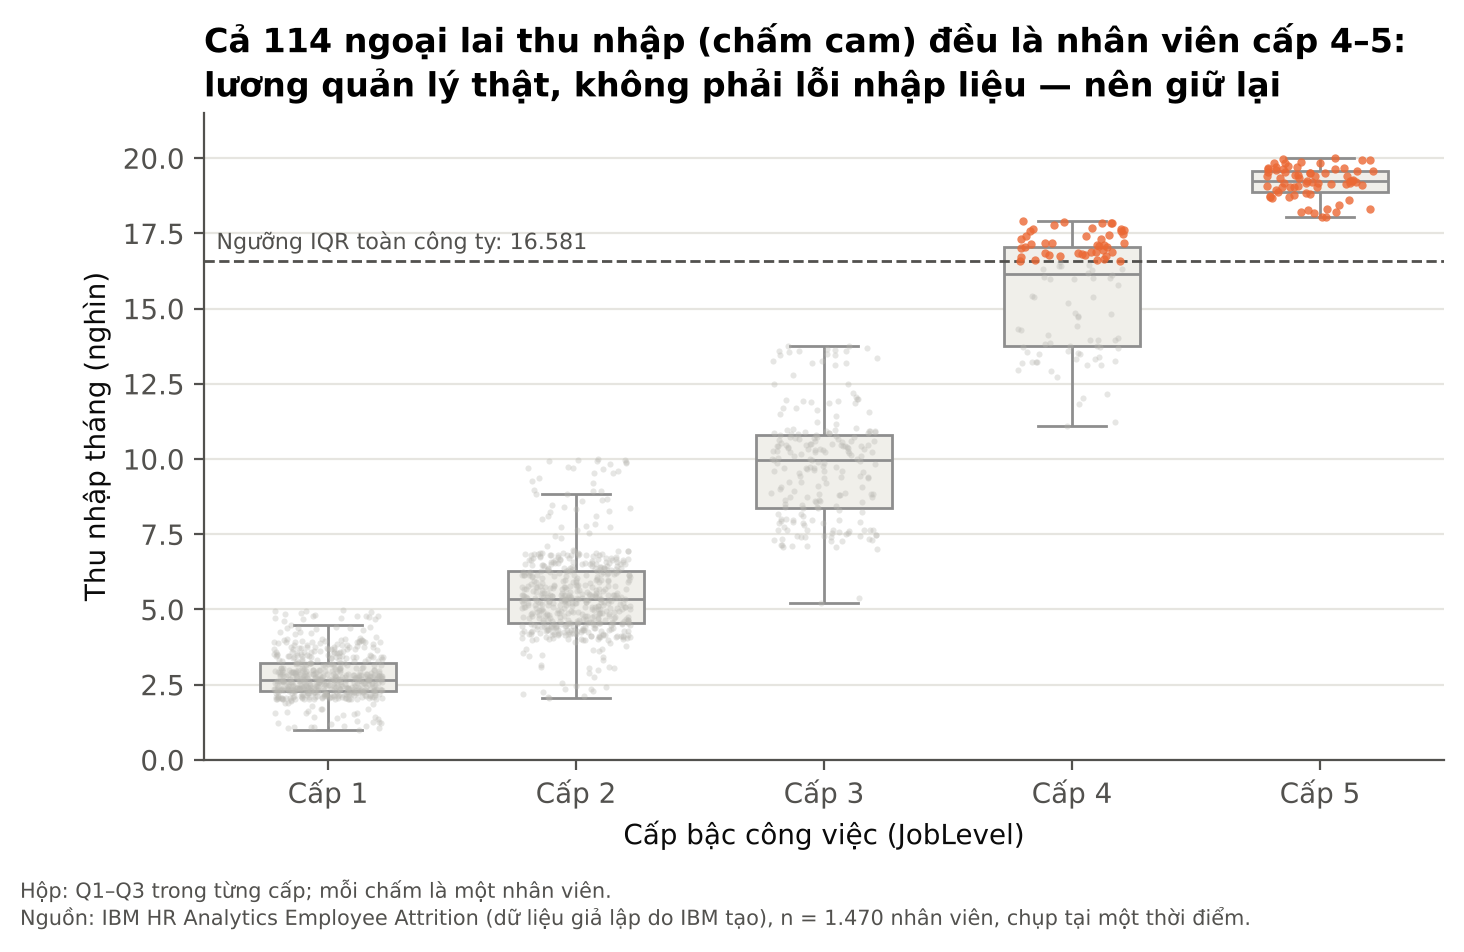 Cả 114 ngoại lai thu nhập (chấm cam) đều là nhân viên cấp 4–5:
lương quản lý thật, không phải lỗi nhập liệu — nên giữ lại
Thu nhập tháng (nghìn)
20.0
17.5
15.0
12.5
10.0
7.5
5.0
2.5
0.0
Ngưỡng IQR toàn công ty: 16.581
Cấp 1
Cấp 2
Cấp 3
Cấp 4
Cấp 5
Cấp bậc công việc (JobLevel)
Hộp: Q1–Q3 trong từng cấp; mỗi chấm là một nhân viên.
Nguồn: IBM HR Analytics Employee Attrition (dữ liệu giả lập do IBM tạo), n = 1.470 nhân viên, chụp tại một thời điểm.